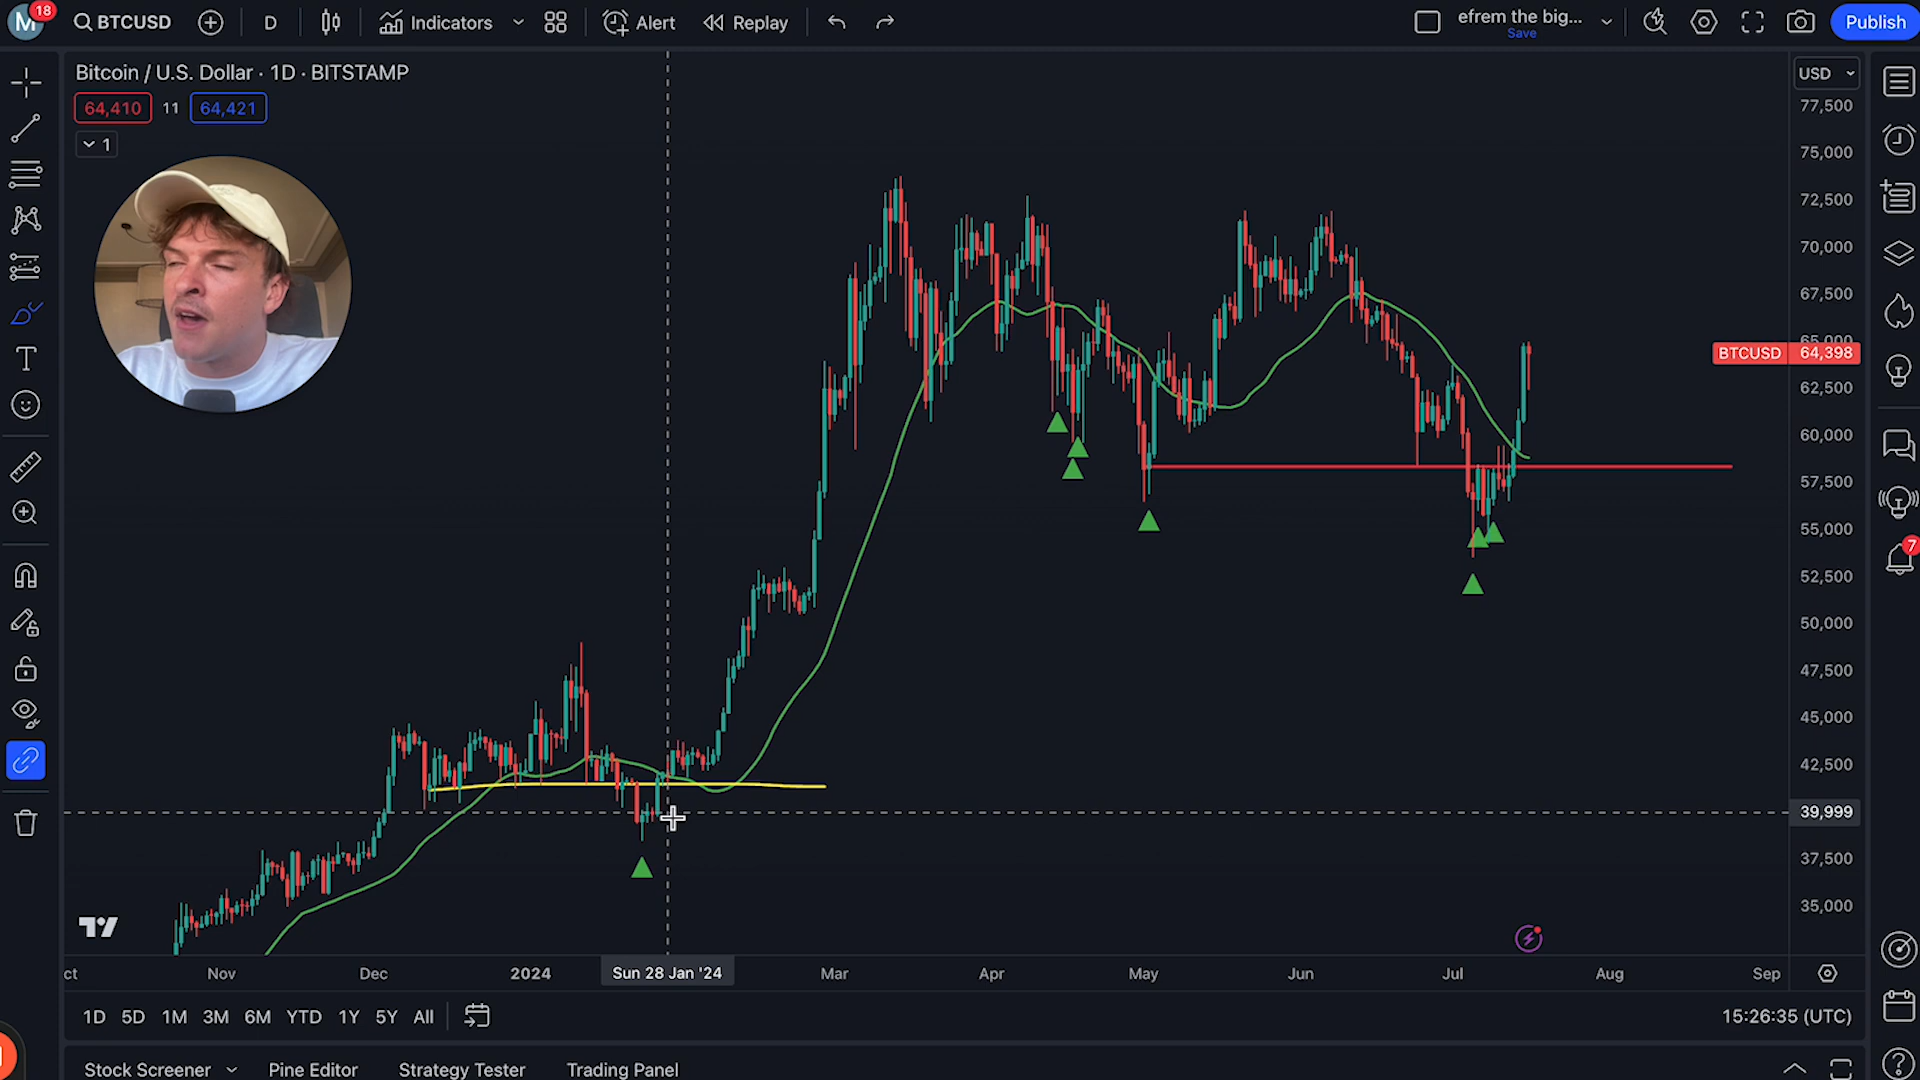 M 18 BTCUSD D Indicators Alert Replay efrem the big... Save Publish
Bitcoin / U.S. Dollar · 1D · BITSTAMP
64,410 11 64,421
1
USD
77,500
75,000
72,500
70,000
67,500
65,000
BTCUSD 64,398
62,500
60,000
57,500
55,000
52,500
50,000
47,500
45,000
42,500
39,999
37,500
35,000
7
Nov Dec 2024 Sun 28 Jan '24 Mar Apr May Jun Jul Aug Sep
1D 5D 1M 3M 6M YTD 1Y 5Y All 15:26:35 (UTC)
Stock Screener Pine Editor Strategy Tester Trading Panel